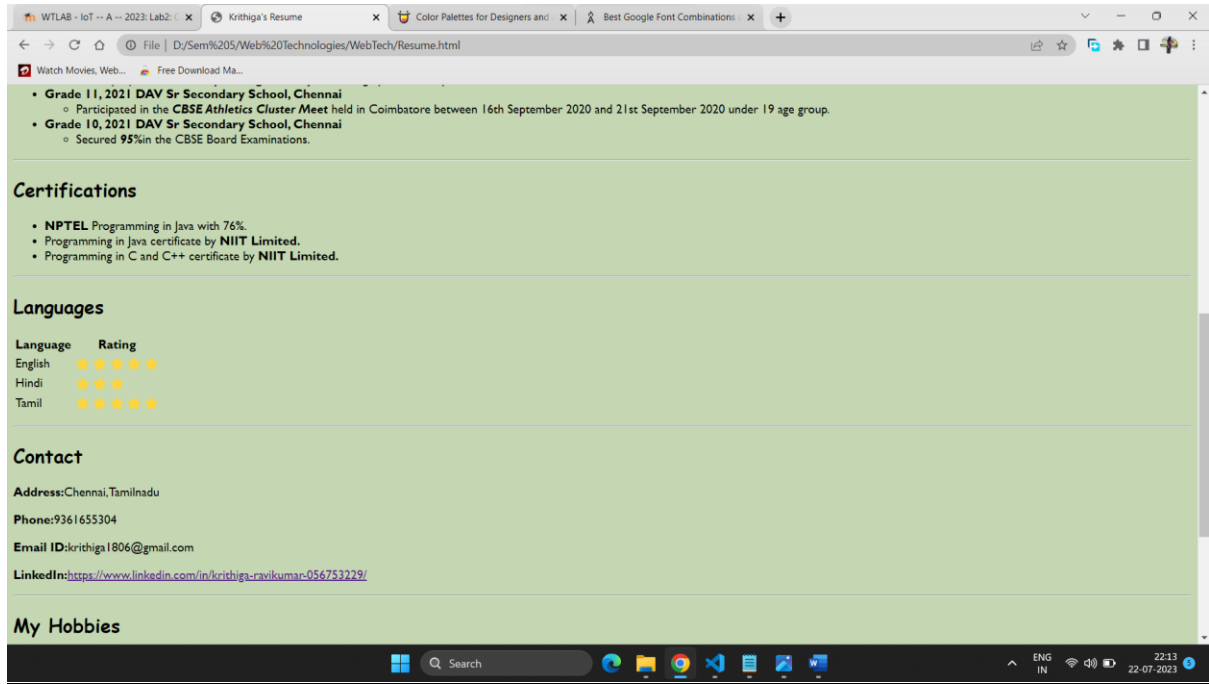 WTLAB - IoT -- A -- 2023: Lab2:
Krithiga's Resume
Color Palettes for Designers and
Best Google Font Combinations
File | D:/Sem%205/Web%20Technologies/WebTech/Resume.html
Watch Movies, Web...
Free Download Ma...
• Grade 11, 2021 DAV Sr Secondary School, Chennai
◦ Participated in the CBSE Athletics Cluster Meet held in Coimbatore between 16th September 2020 and 21st September 2020 under 19 age group.
• Grade 10, 2021 DAV Sr Secondary School, Chennai
◦ Secured 95%in the CBSE Board Examinations.
Certifications
• NPTEL Programming in Java with 76%.
• Programming in Java certificate by NIIT Limited.
• Programming in C and C++ certificate by NIIT Limited.
Languages
Language Rating
English
Hindi
Tamil
Contact
Address:Chennai,Tamilnadu
Phone:9361655304
Email ID:krithiga1806@gmail.com
LinkedIn:https://www.linkedin.com/in/krithiga-ravikumar-056753229/
My Hobbies
Search
ENG
IN
22:13
22-07-2023
5